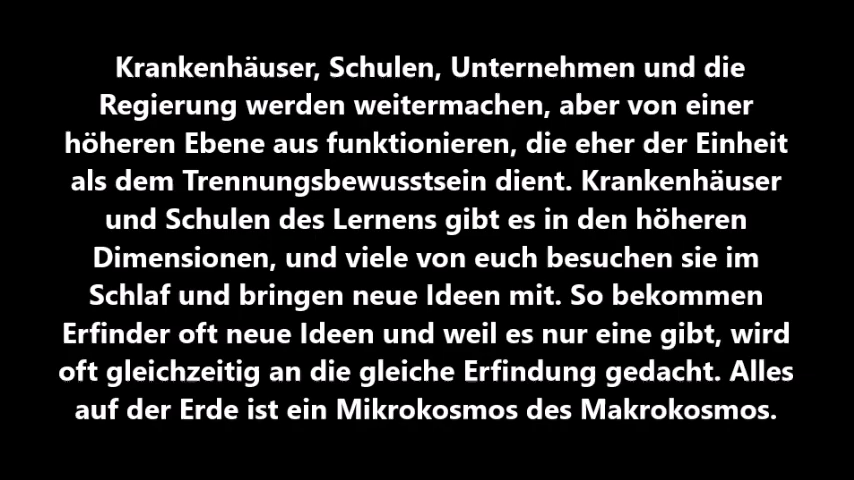 Krankenhäuser, Schulen, Unternehmen und die
Regierung werden weitermachen, aber von einer
höheren Ebene aus funktionieren, die eher der Einheit
als dem Trennungsbewusstsein dient. Krankenhäuser
und Schulen des Lernens gibt es in den höheren
Dimensionen, und viele von euch besuchen sie im
Schlaf und bringen neue Ideen mit. So bekommen
Erfinder oft neue Ideen und weil es nur eine gibt, wird
oft gleichzeitig an die gleiche Erfindung gedacht. Alles
auf der Erde ist ein Mikrokosmos des Makrokosmos.